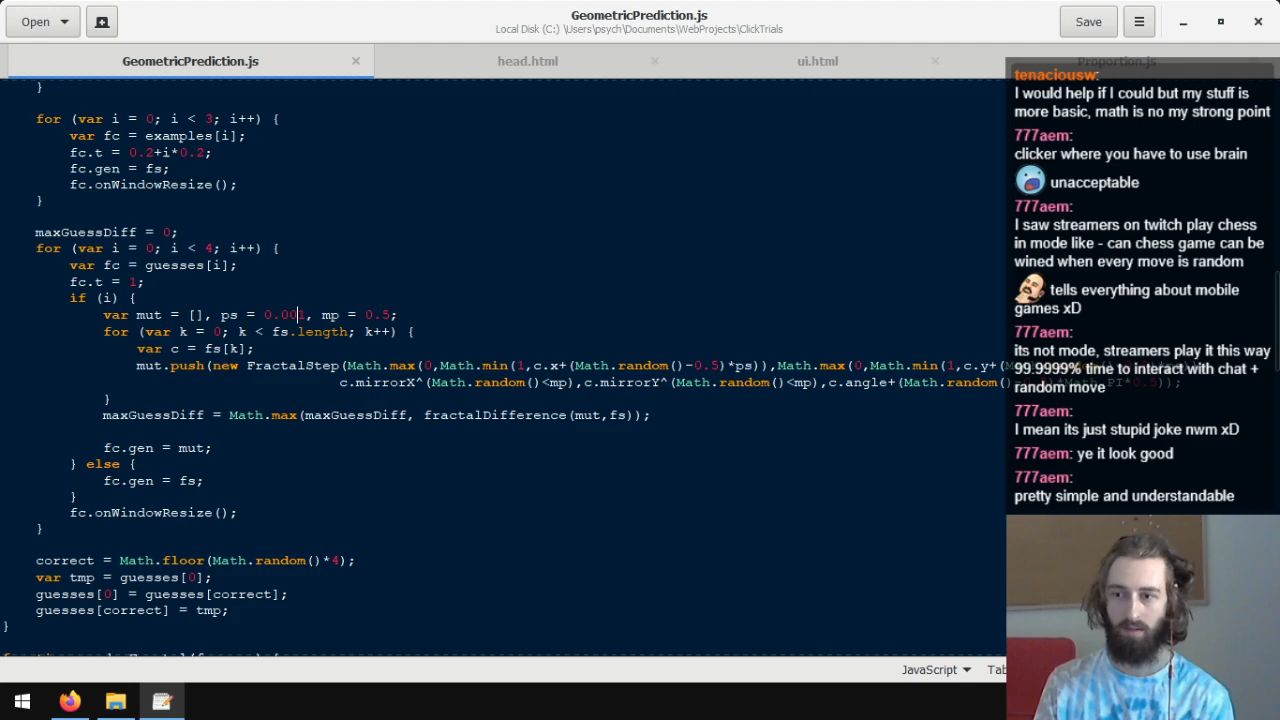 Open
GeometricPrediction.js
Local Disk (C:) \Users\psych\Documents\WebProjects\ClickTrials
Save
GeometricPrediction.js
head.html
ui.html
Proportion.js
}
for (var i = 0; i < 3; i++) {
var fc = examples[i];
fc.t = 0.2+i*0.2;
fc.gen = fs;
fc.onWindowResize();
}
maxGuessDiff = 0;
for (var i = 0; i < 4; i++) {
var fc = guesses[i];
fc.t = 1;
if (i) {
var mut = [], ps = 0.001, mp = 0.5;
for (var k = 0; k < fs.length; k++) {
var c = fs[k];
mut.push(new FractalStep(Math.max(0,Math.min(1,c.x+(Math.random()-0.5)*ps)),Math.max(0,Math.min(1,c.y+(
c.mirrorX^(Math.random()<mp),c.mirrorY^(Math.random()<mp),c.angle+(Math.random()
}
maxGuessDiff = Math.max(maxGuessDiff, fractalDifference(mut,fs));
fc.gen = mut;
} else {
fc.gen = fs;
}
fc.onWindowResize();
}
correct = Math.floor(Math.random()*4);
var tmp = guesses[0];
guesses[0] = guesses[correct];
guesses[correct] = tmp;
}
tenaciousw:
I would help if I could but my stuff is
more basic, math is no my strong point
777aem:
clicker where you have to use brain
unacceptable
777aem:
I saw streamers on twitch play chess
in mode like - can chess game can be
wined when every move is random
tells everything about mobile
games xD
777aem:
its not mode, streamers play it this way
99.9999% time to interact with chat +
random move
777aem:
I mean its just stupid joke nwm xD
777aem: ye it look good
777aem:
pretty simple and understandable
JavaScript
Tab